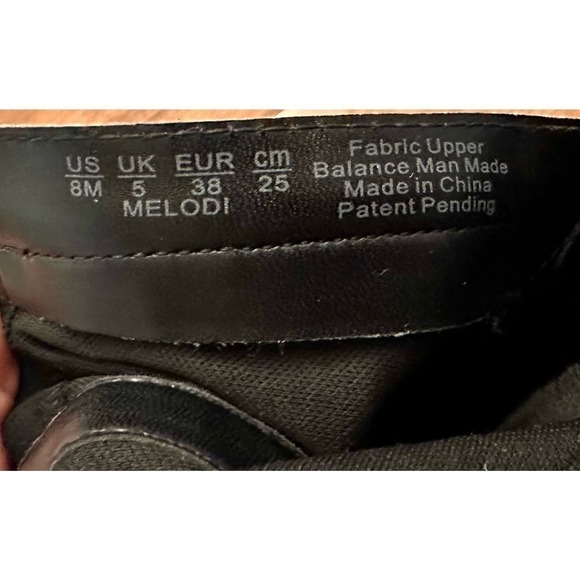 US UK EUR cm
8M 5 38 25
MELODI
Fabric Upper
Balance Man Made
Made in China
Patent Pending